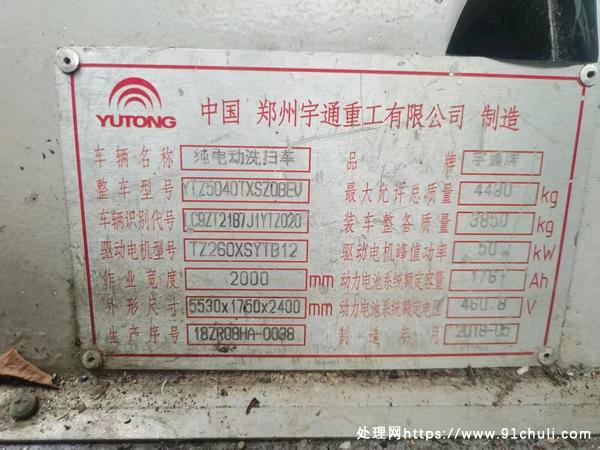 YUTONG
中国 郑州宇通重工有限公司 制造
车辆名称 纯电动洗扫车 品牌 宇通牌
整车型号 YTZ5040TXSZ0BEV 最大允许总质量 4490 kg
车辆识别代号 LC9ZT21B7J1YTZ020 装车整备质量 3850 kg
驱动电机型号 TZ260XSYTB12 驱动电机峰值功率 50 kW
作业宽度 2000 mm 动力电池系统额定容量 176 Ah
外形尺寸 5530x1760x2400 mm 动力电池系统额定电压 460.8 V
生产序号 18ZR08HA-0038 制造年月 2018-05
处理网https://www.91chuli.com/